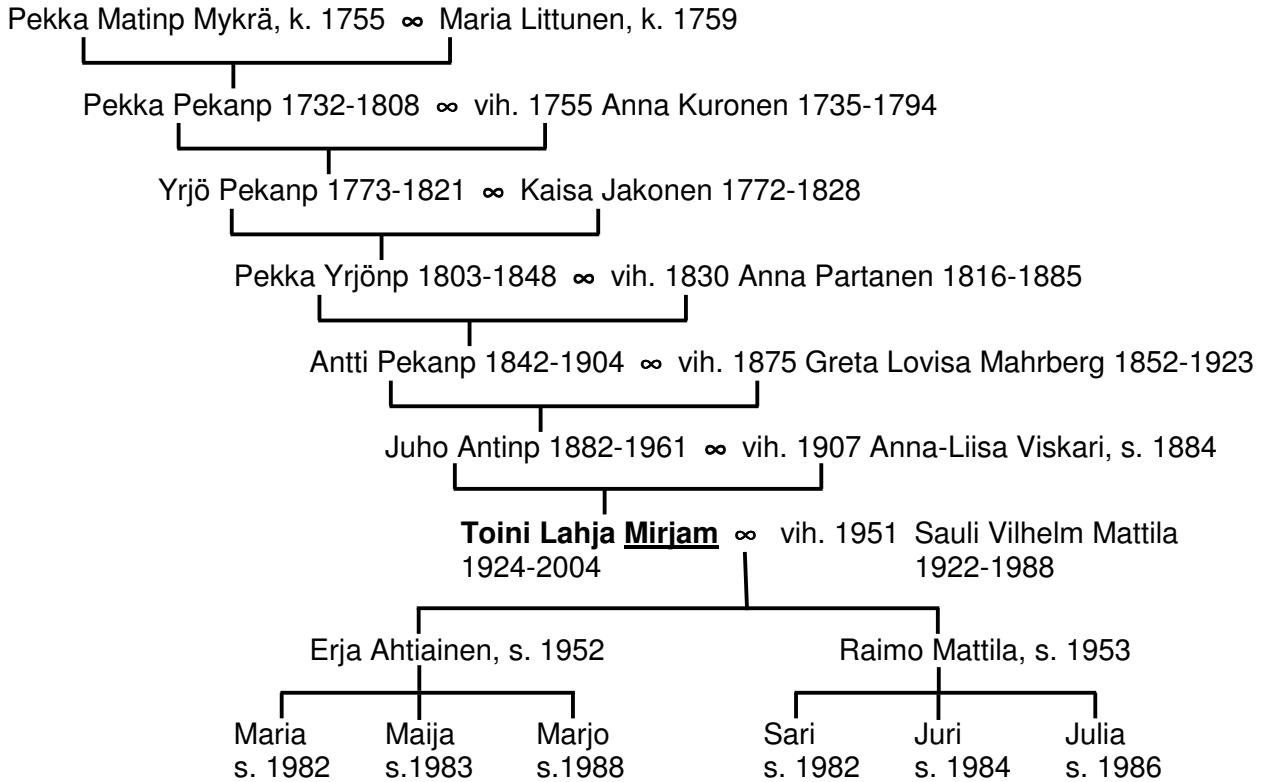 Pekka Matinp Mykrä, k. 1755 ∞ Maria Littunen, k. 1759
Pekka Pekanp 1732-1808 ∞ vih. 1755 Anna Kuronen 1735-1794
Yrjö Pekanp 1773-1821 ∞ Kaisa Jakonen 1772-1828
Pekka Yrjönp 1803-1848 ∞ vih. 1830 Anna Partanen 1816-1885
Antti Pekanp 1842-1904 ∞ vih. 1875 Greta Lovisa Mahrberg 1852-1923
Juho Antinp 1882-1961 ∞ vih. 1907 Anna-Liisa Viskari, s. 1884
Toini Lahja Mirjam ∞ vih. 1951 Sauli Vilhelm Mattila
1924-2004 1922-1988
Erja Ahtiainen, s. 1952 Raimo Mattila, s. 1953
Maria Maija Marjo Sari Juri Julia
s. 1982 s.1983 s.1988 s. 1982 s. 1984 s. 1986